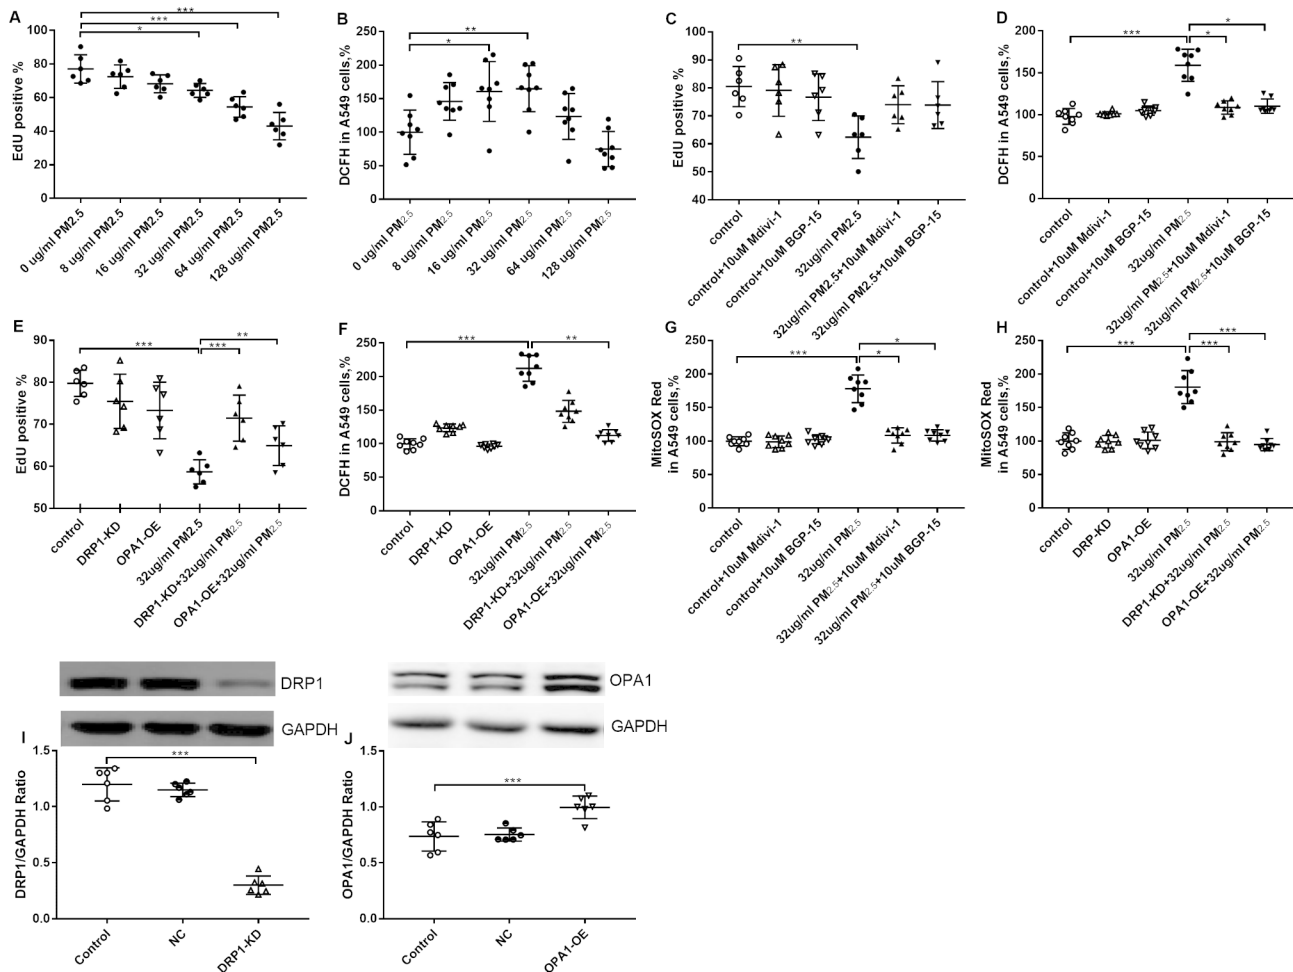 A
EdU positive %
100
80
60
40
20
0
***
***
*
0 ug/ml PM2.5
8 ug/ml PM2.5
16 ug/ml PM2.5
32 ug/ml PM2.5
64 ug/ml PM2.5
128 ug/ml PM2.5
B
DCFH in A549 cells,%
250
200
150
100
50
0
**
*
0 ug/ml PM2.5
8 ug/ml PM2.5
16 ug/ml PM2.5
32 ug/ml PM2.5
64 ug/ml PM2.5
128 ug/ml PM2.5
C
EdU positive %
100
90
80
70
60
50
40
**
control
control+10uM Mdivi-1
control+10uM BGP-15
32ug/ml PM2.5
32ug/ml PM2.5+10uM Mdivi-1
32ug/ml PM2.5+10uM BGP-15
D
DCFH in A549 cells,%
200
150
100
50
0
***
*
*
control
control+10uM Mdivi-1
control+10uM BGP-15
32ug/ml PM2.5
32ug/ml PM2.5+10uM Mdivi-1
32ug/ml PM2.5+10uM BGP-15
E
EdU positive %
90
80
70
60
50
***
***
**
control
DRP1-KD
OPA1-OE
32ug/ml PM2.5
DRP1-KD+32ug/ml PM2.5
OPA1-OE+32ug/ml PM2.5
F
DCFH in A549 cells,%
250
200
150
100
50
0
***
**
control
DRP1-KD
OPA1-OE
32ug/ml PM2.5
DRP1-KD+32ug/ml PM2.5
OPA1-OE+32ug/ml PM2.5
G
MitoSOX Red
in A549 cells,%
250
200
150
100
50
0
***
*
*
control
control+10uM Mdivi-1
control+10uM BGP-15
32ug/ml PM2.5
32ug/ml PM2.5+10uM Mdivi-1
32ug/ml PM2.5+10uM BGP-15
H
MitoSOX Red
in A549 cells,%
250
200
150
100
50
0
***
***
***
control
DRP-KD
OPA1-OE
32ug/ml PM2.5
DRP1-KD+32ug/ml PM2.5
OPA1-OE+32ug/ml PM2.5
DRP1
GAPDH
I
DRP1/GAPDH Ratio
1.5
1.0
0.5
0.0
***
Control
NC
DRP1-KD
OPA1
GAPDH
J
OPA1/GAPDH Ratio
1.5
1.0
0.5
0.0
***
Control
NC
OPA1-OE